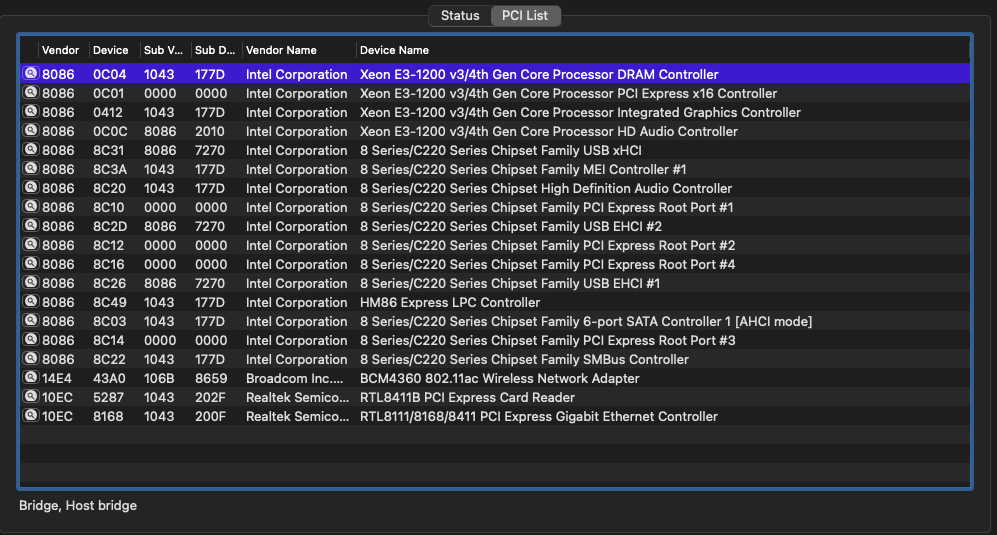 Status PCI List
Vendor Device Sub V... Sub D... Vendor Name Device Name
8086 0C04 1043 177D Intel Corporation Xeon E3-1200 v3/4th Gen Core Processor DRAM Controller
8086 0C01 0000 0000 Intel Corporation Xeon E3-1200 v3/4th Gen Core Processor PCI Express x16 Controller
8086 0412 1043 177D Intel Corporation Xeon E3-1200 v3/4th Gen Core Processor Integrated Graphics Controller
8086 0C0C 8086 2010 Intel Corporation Xeon E3-1200 v3/4th Gen Core Processor HD Audio Controller
8086 8C31 8086 7270 Intel Corporation 8 Series/C220 Series Chipset Family USB xHCI
8086 8C3A 1043 177D Intel Corporation 8 Series/C220 Series Chipset Family MEI Controller #1
8086 8C20 1043 177D Intel Corporation 8 Series/C220 Series Chipset High Definition Audio Controller
8086 8C10 0000 0000 Intel Corporation 8 Series/C220 Series Chipset Family PCI Express Root Port #1
8086 8C2D 8086 7270 Intel Corporation 8 Series/C220 Series Chipset Family USB EHCI #2
8086 8C12 0000 0000 Intel Corporation 8 Series/C220 Series Chipset Family PCI Express Root Port #2
8086 8C16 0000 0000 Intel Corporation 8 Series/C220 Series Chipset Family PCI Express Root Port #4
8086 8C26 8086 7270 Intel Corporation 8 Series/C220 Series Chipset Family USB EHCI #1
8086 8C49 1043 177D Intel Corporation HM86 Express LPC Controller
8086 8C03 1043 177D Intel Corporation 8 Series/C220 Series Chipset Family 6-port SATA Controller 1 [AHCI mode]
8086 8C14 0000 0000 Intel Corporation 8 Series/C220 Series Chipset Family PCI Express Root Port #3
8086 8C22 1043 177D Intel Corporation 8 Series/C220 Series Chipset Family SMBus Controller
14E4 43A0 106B 8659 Broadcom Inc.... BCM4360 802.11ac Wireless Network Adapter
10EC 5287 1043 202F Realtek Semico... RTL8411B PCI Express Card Reader
10EC 8168 1043 200F Realtek Semico... RTL8111/8168/8411 PCI Express Gigabit Ethernet Controller
Bridge, Host bridge